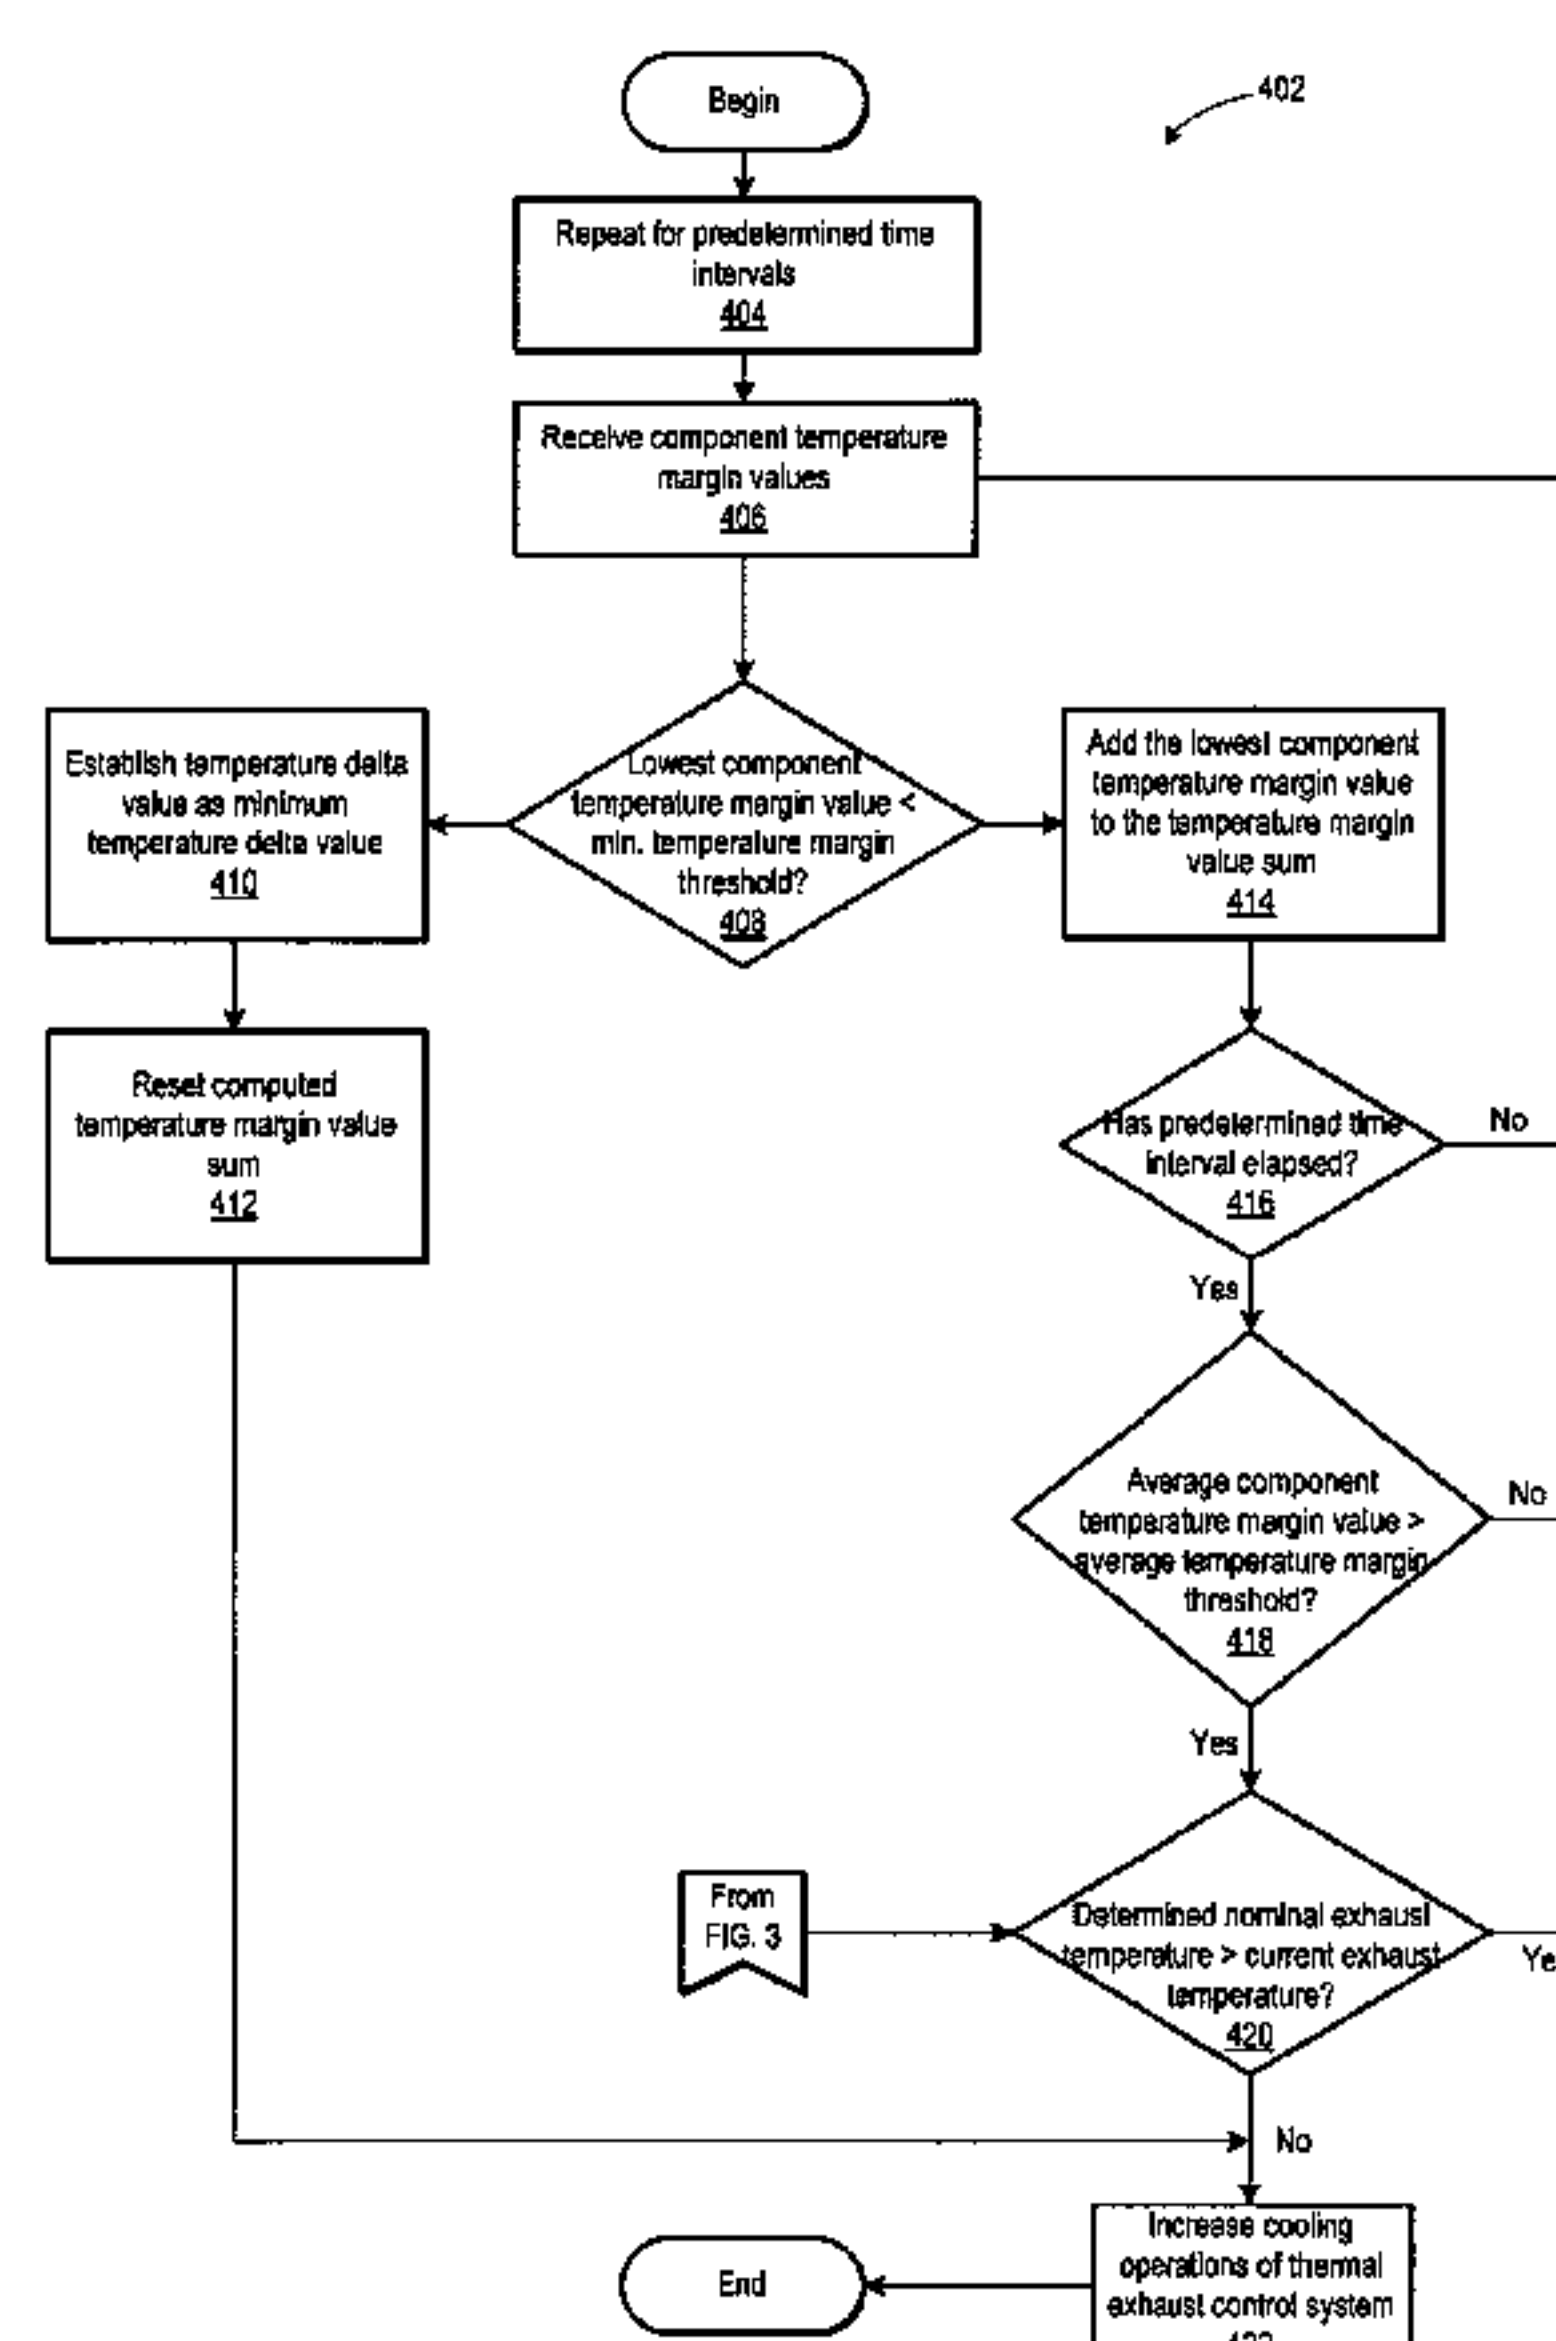 402
Begin
Repeat for predetermined time
intervals
404
Receive component temperature
margin values
406
Establish temperature delta
value as minimum
temperature delta value
410
Lowest component
temperature margin value <
min. temperature margin
threshold?
408
Add the lowest component
temperature margin value
to the temperature margin
value sum
414
Reset computed
temperature margin value
sum
412
Has predetermined time
interval elapsed?
416
No
Yes
Average component
temperature margin value >
average temperature margin
threshold?
418
No
Yes
From
FIG. 3
Determined nominal exhaust
temperature > current exhaust
temperature?
420
Ye
No
Increase cooling
operations of thermal
exhaust control system
End